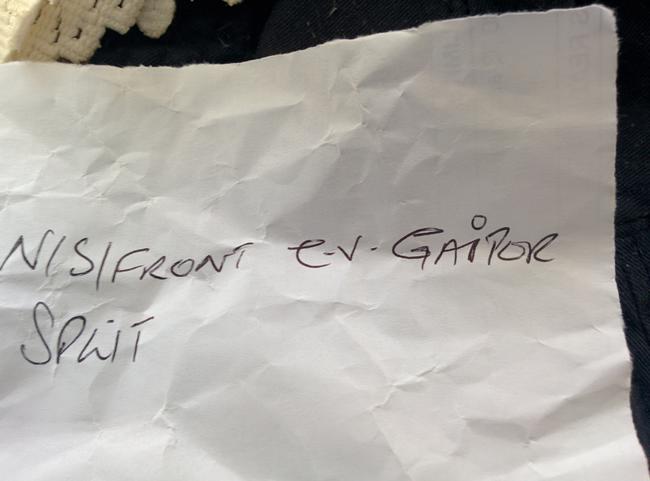 N/S/FRONT C.V. GAiPOR
SPLiT